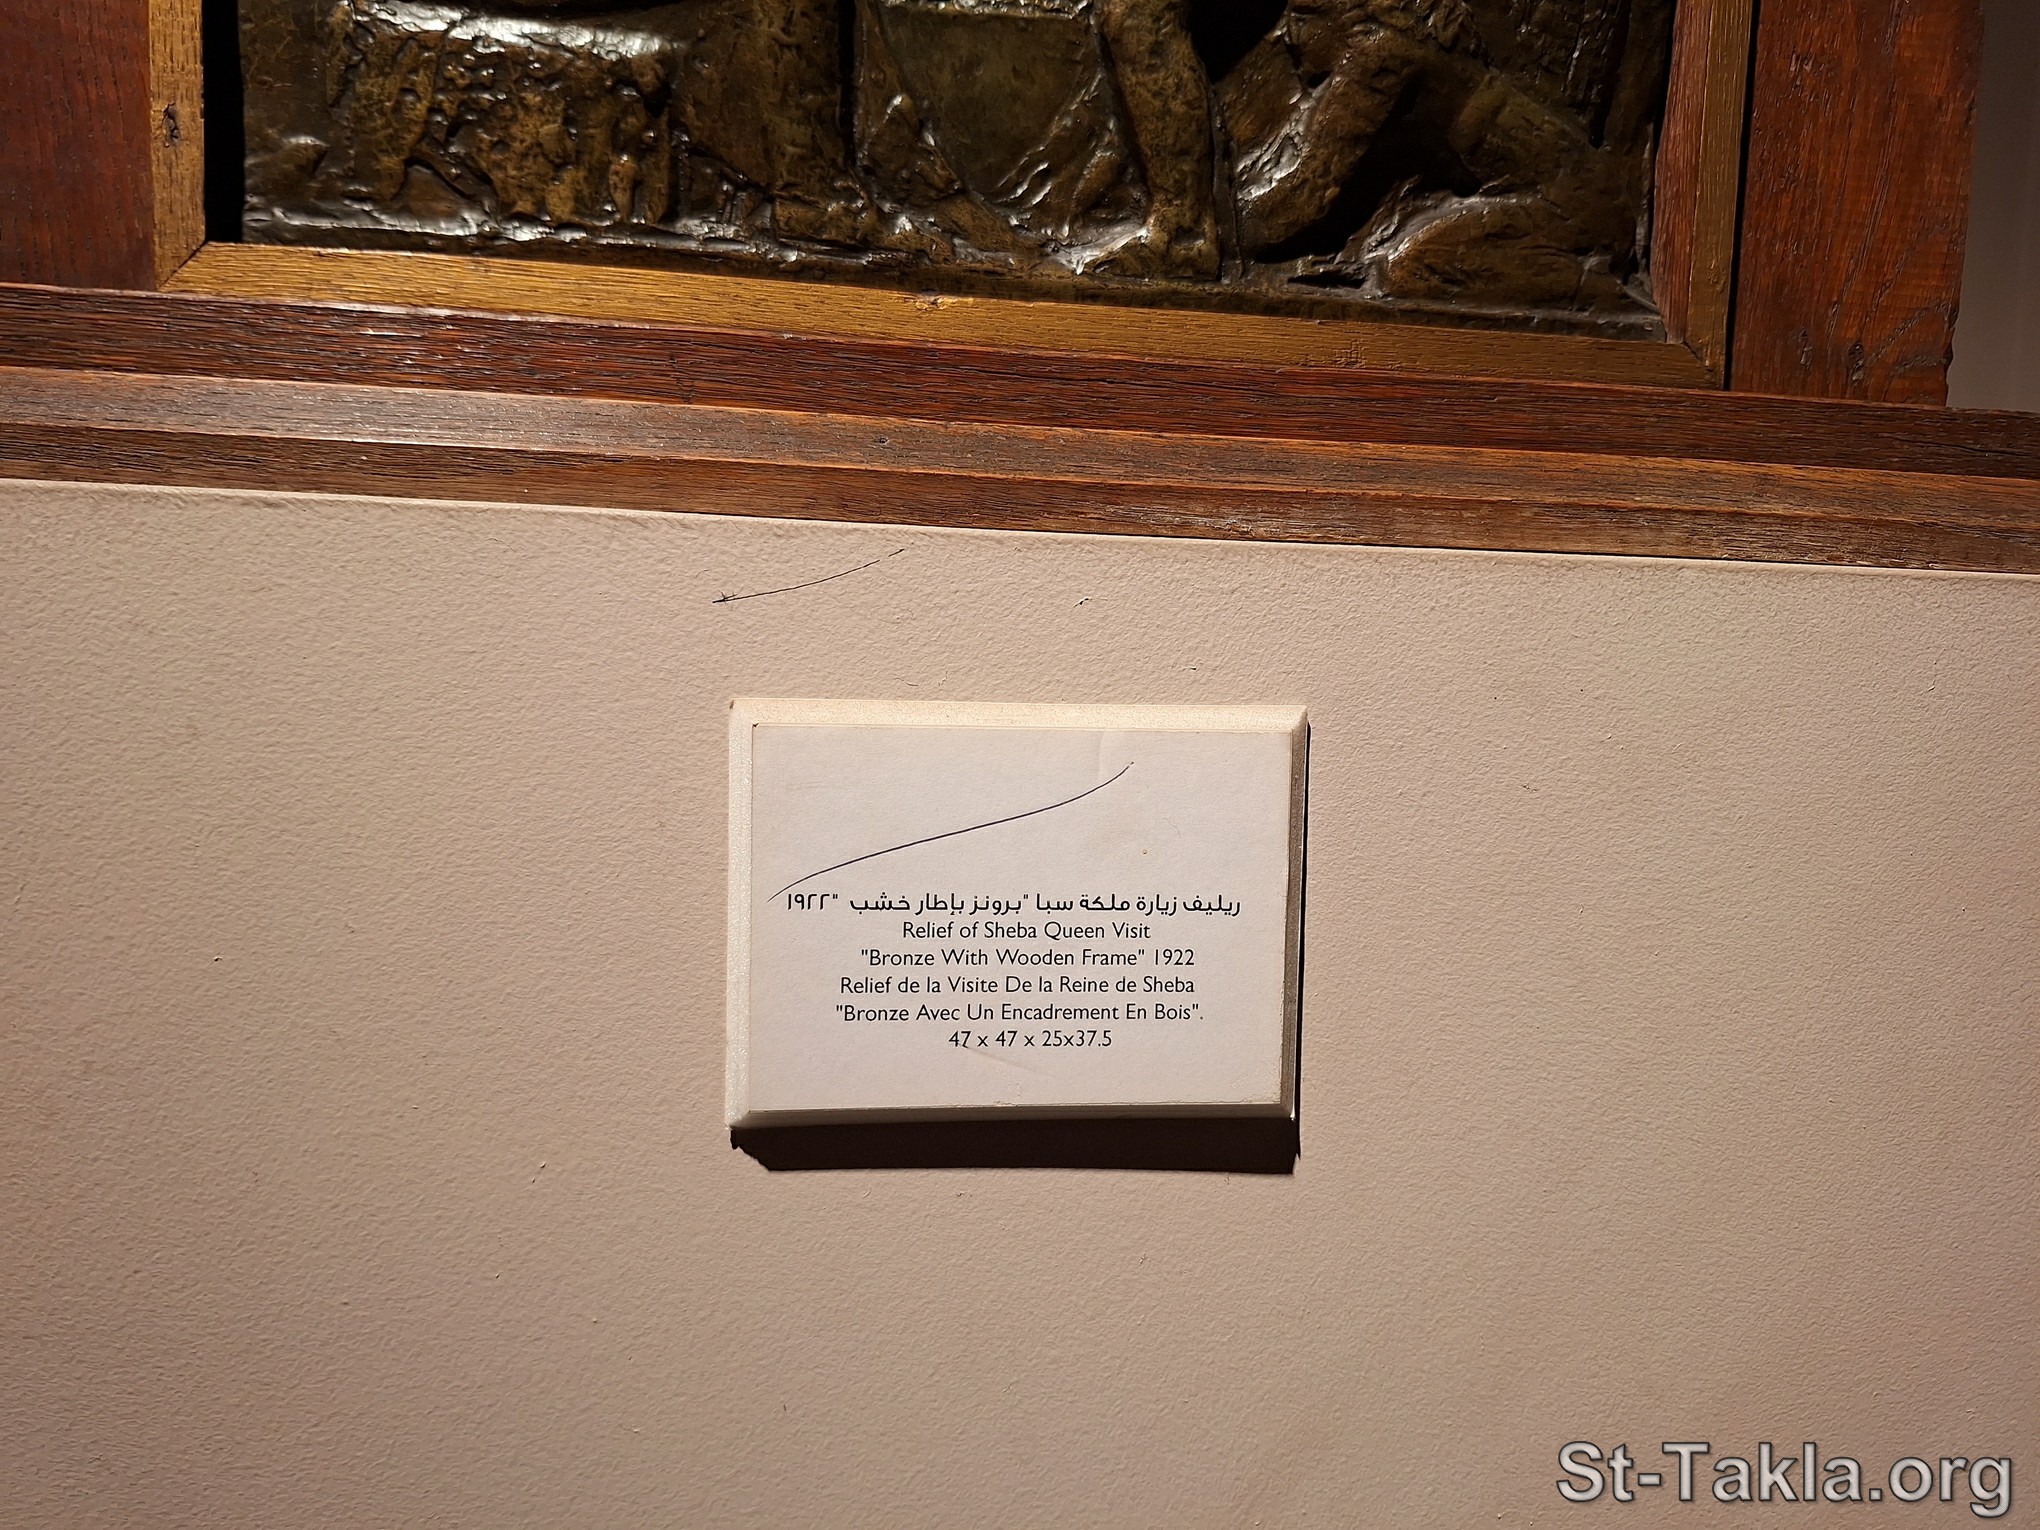 ريليف زيارة ملكة سبا "برونز بإطار خشب "١٩٢٢
Relief of Sheba Queen Visit
"Bronze With Wooden Frame" 1922
Relief de la Visite De la Reine de Sheba
"Bronze Avec Un Encadrement En Bois".
47 x 47 x 25x37.5
St-Takla.org